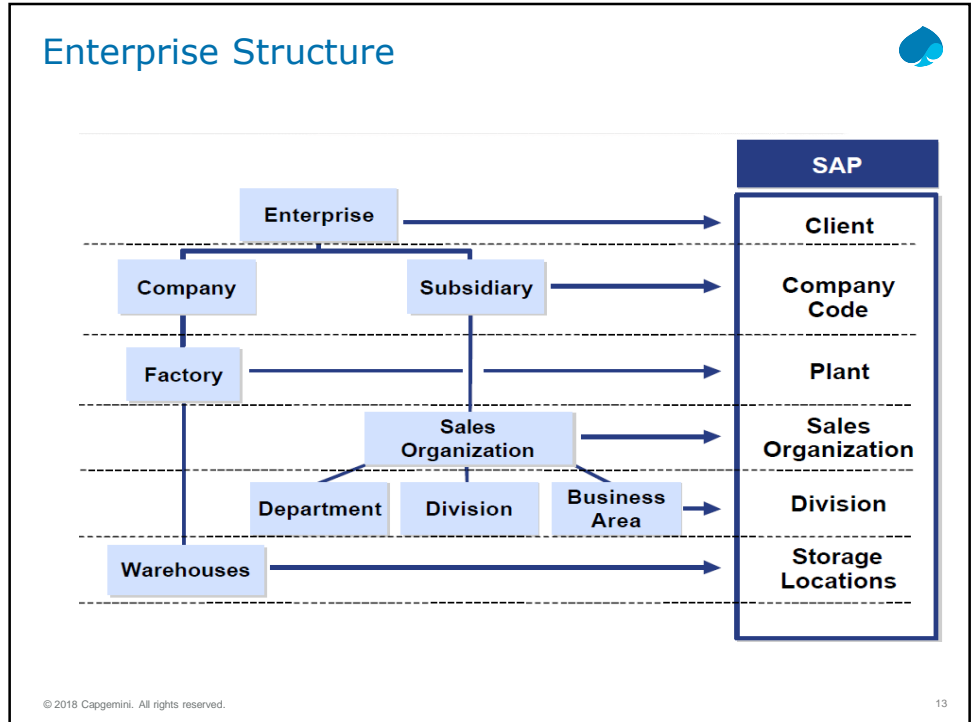 Enterprise Structure
SAP
Enterprise
Client
Company
Subsidiary
Company
Code
Factory
Plant
Sales
Organization
Sales
Organization
Department
Division
Business
Area
Division
Warehouses
Storage
Locations
© 2018 Capgemini. All rights reserved.
13